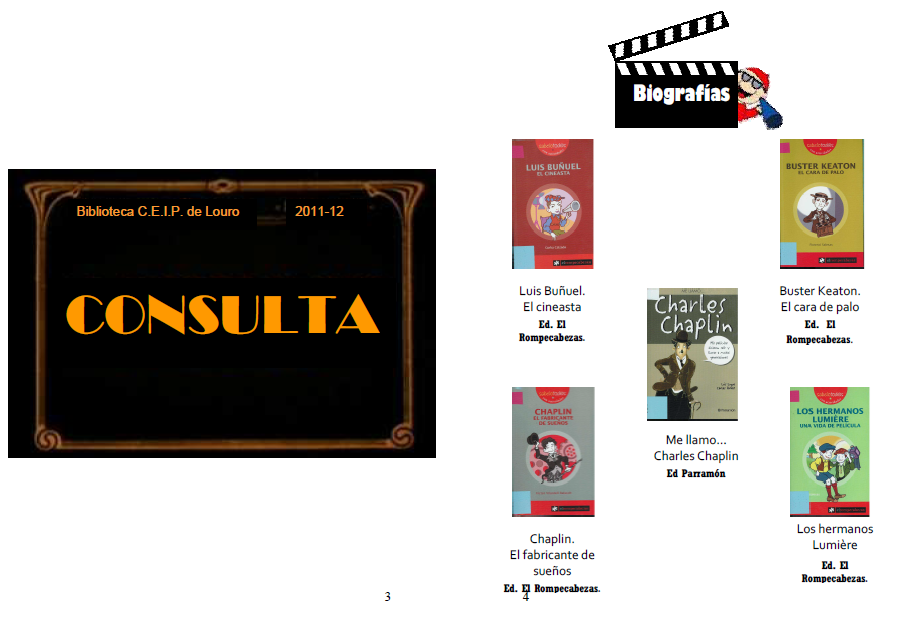 Biblioteca C.E.I.P. de Louro 2011-12
CONSULTA
3
Biografías
LUIS BUÑUEL
EL CINEASTA
Luis Buñuel.
El cineasta
Ed. El
Rompecabezas.
BUSTER KEATON
EL CARA DE PALO
Buster Keaton.
El cara de palo
Ed. El
Rompecabezas.
ME LLAMO...
Charles
Chaplin
Me llamo...
Charles Chaplin
Ed Parramón
CHAPLIN
EL FABRICANTE
DE SUEÑOS
Chaplin.
El fabricante de
sueños
Ed. El Rompecabezas.
LOS HERMANOS
LUMIÈRE
UNA VIDA DE PELÍCULA
Los hermanos
Lumière
Ed. El
Rompecabezas.
4